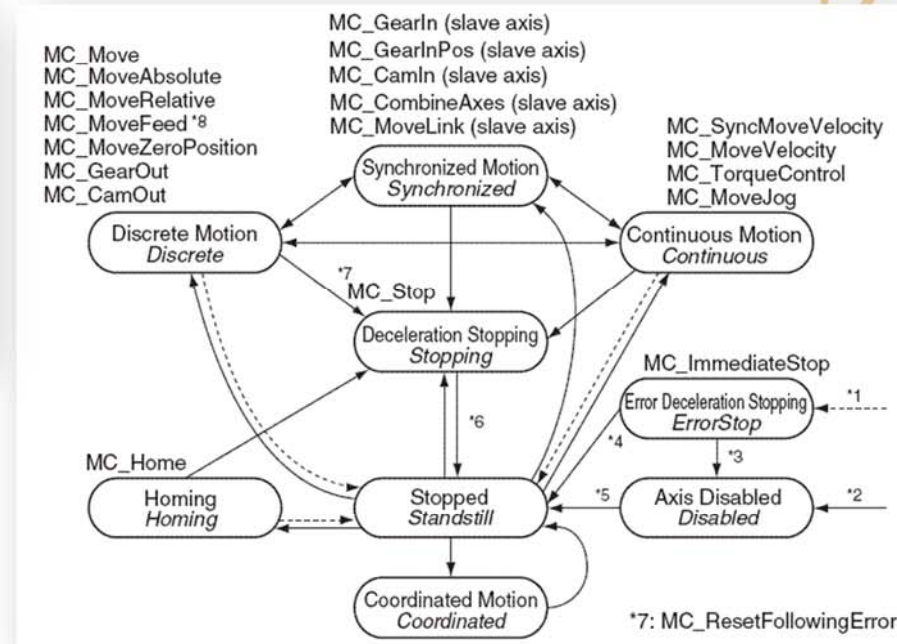 MC_GearIn (slave axis)
MC_GearInPos (slave axis)
MC_CamIn (slave axis)
MC_CombineAxes (slave axis)
MC_MoveLink (slave axis)
MC_Move
MC_MoveAbsolute
MC_MoveRelative
MC_MoveFeed *8
MC_MoveZeroPosition
MC_GearOut
MC_CamOut
MC_SyncMoveVelocity
MC_MoveVelocity
MC_TorqueControl
MC_MoveJog
Synchronized Motion
Synchronized
Discrete Motion
Discrete
Continuous Motion
Continuous
*7
MC_Stop
Deceleration Stopping
Stopping
MC_ImmediateStop
Error Deceleration Stopping
ErrorStop
*1
*6
*4
*3
MC_Home
Homing
Homing
Stopped
Standstill
*5
Axis Disabled
Disabled
*2
Coordinated Motion
Coordinated
*7: MC_ResetFollowingError